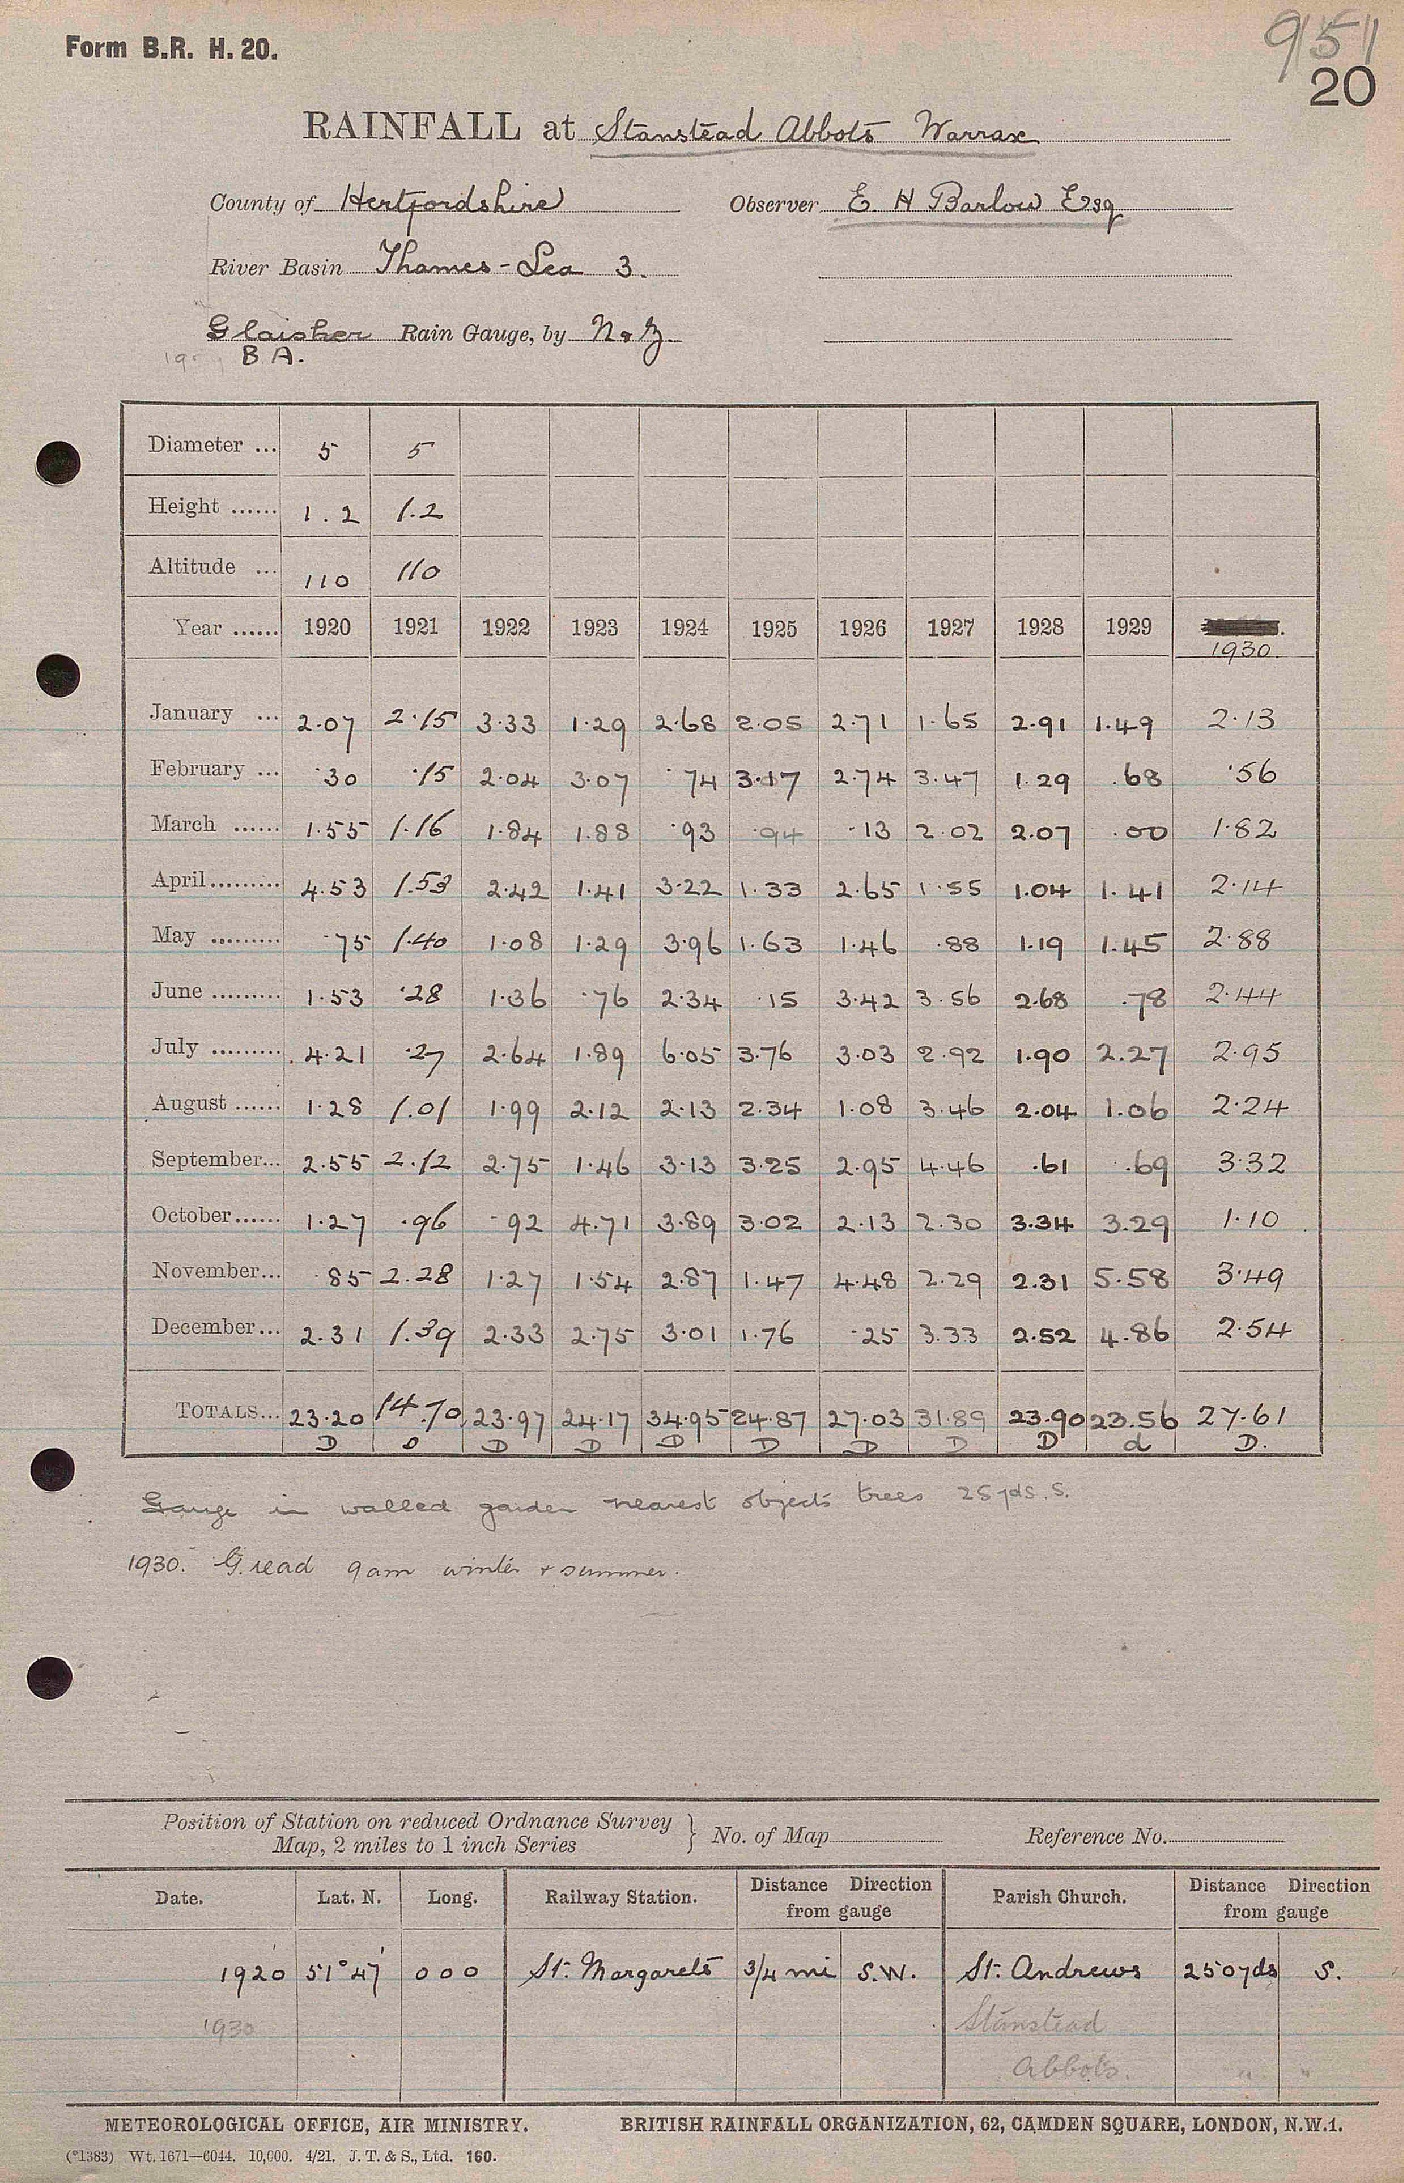 Form B.R. H. 20.
951
20
RAINFALL at Stanstead Abbots Warrax
County of Hertfordshire Observer E. H Barlow Esq
River Basin Thames - Lea 3.
Glaisher Rain Gauge, by N & Z
B A.
Diameter ... 5 5
Height ...... 1.2 1.2
Altitude ... 110 110
Year ...... 1920 1921 1922 1923 1924 1925 1926 1927 1928 1929 1930.
January ... 2.07 2.15 3.33 1.29 2.68 2.05 2.71 1.65 2.91 1.49 2.13
February ... .30 .15 2.04 3.07 .74 3.17 2.74 3.47 1.29 .68 .56
March ...... 1.55 1.16 1.84 1.88 .93 .94 .13 2.02 2.07 .00 1.82
April......... 4.53 1.53 2.42 1.41 3.22 1.33 2.65 1.55 1.04 1.41 2.14
May ......... .75 1.40 1.08 1.29 3.96 1.63 1.46 .88 1.19 1.45 2.88
June ......... 1.53 .28 1.36 .76 2.34 .15 3.42 3.56 2.68 .78 2.44
July ......... 4.21 .27 2.64 1.89 6.05 3.76 3.03 2.92 1.90 2.27 2.95
August ...... 1.28 1.01 1.99 2.12 2.13 2.34 1.08 3.46 2.04 1.06 2.24
September... 2.55 2.12 2.75 1.46 3.13 3.25 2.95 4.46 .61 .69 3.32
October...... 1.27 .96 .92 4.71 3.89 3.02 2.13 2.30 3.34 3.29 1.10
November... .85 2.28 1.27 1.54 2.87 1.47 4.48 2.29 2.31 5.58 3.49
December... 2.31 1.39 2.33 2.75 3.01 1.76 .25 3.33 2.52 4.86 2.54
TOTALS... 23.20 14.70 23.97 24.17 34.95 24.87 27.03 31.89 23.90 23.56 27.61
D D D D D D D D D d D.
Gauge in walled garden nearest objects trees 25 yds. S.
1930. G. read 9am winter & summer.
Position of Station on reduced Ordnance Survey
Map, 2 miles to 1 inch Series } No. of Map Reference No.
Date. Lat. N. Long. Railway Station. Distance Direction from gauge Parish Church. Distance Direction from gauge
1920 51° 47' 0 0 0 St. Margarets 3/4 mi S.W. St. Andrews 250yds S.
1930 Stanstead
Abbots. " "
METEOROLOGICAL OFFICE, AIR MINISTRY. BRITISH RAINFALL ORGANIZATION, 62, CAMDEN SQUARE, LONDON, N.W.1.
(*1383) Wt. 1671—6044. 10,000. 4/21. J. T. & S., Ltd. 160.